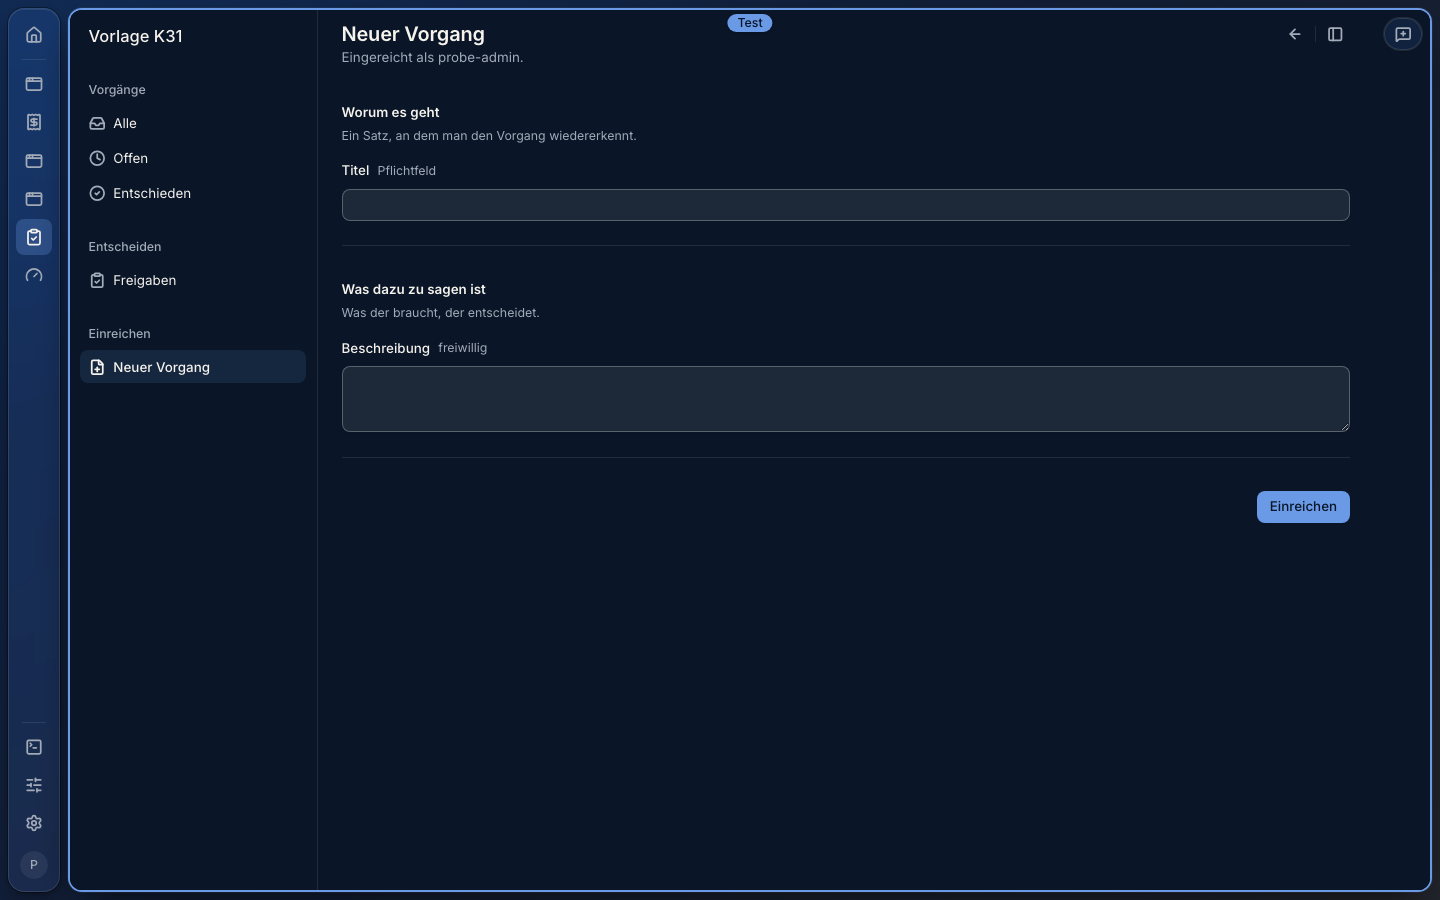 Vorlage K31
Vorgänge
Alle
Offen
Entschieden
Entscheiden
Freigaben
Einreichen
Neuer Vorgang
P
Test
Neuer Vorgang
Eingereicht als probe-admin.
Worum es geht
Ein Satz, an dem man den Vorgang wiedererkennt.
Titel Pflichtfeld
Was dazu zu sagen ist
Was der braucht, der entscheidet.
Beschreibung freiwillig
Einreichen